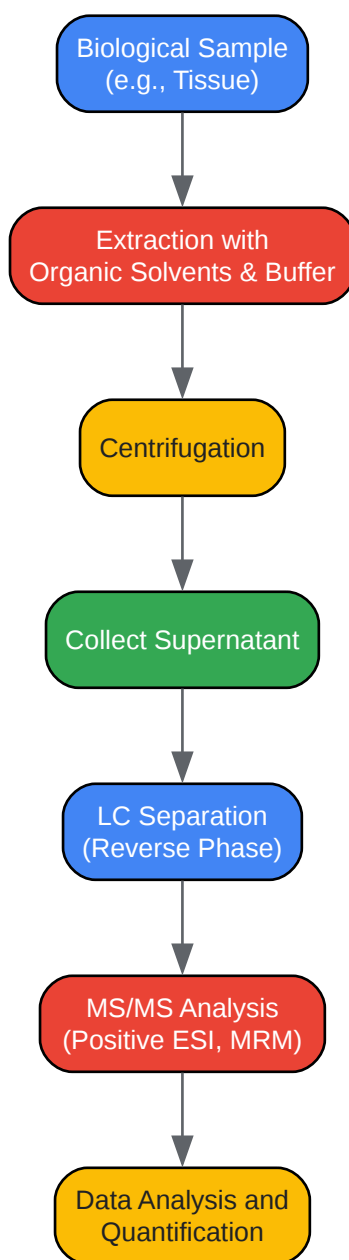 Biological Sample
(e.g., Tissue)
Extraction with
Organic Solvents & Buffer
Centrifugation
Collect Supernatant
LC Separation
(Reverse Phase)
MS/MS Analysis
(Positive ESI, MRM)
Data Analysis and
Quantification